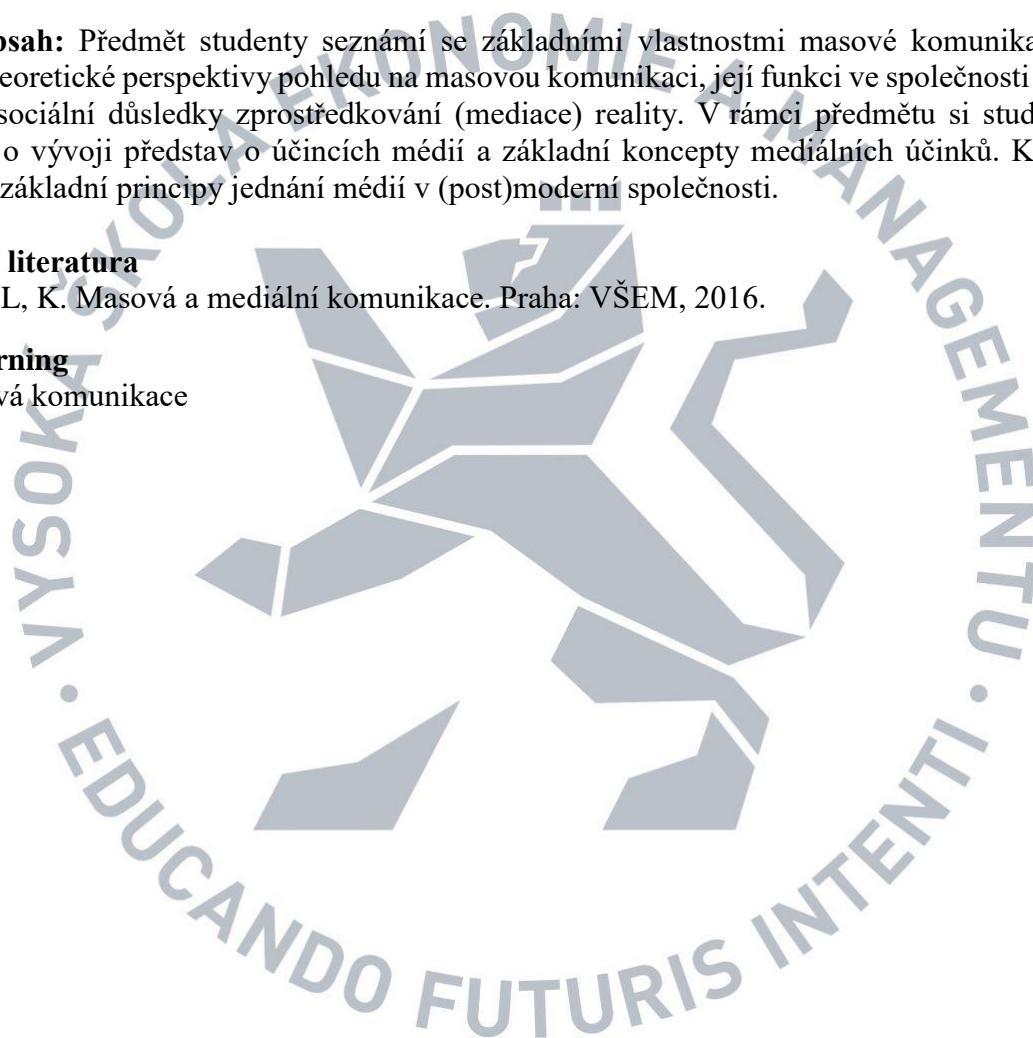 bsah: Předmět studenty seznámí se základními vlastnostmi masové komunika
eoretické perspektivy pohledu na masovou komunikaci, její funkci ve společnosti
sociální důsledky zprostředkování (mediace) reality. V rámci předmětu si stud
o vývoji představ o účincích médií a základní koncepty mediálních účinků. K
základní principy jednání médií v (post)moderní společnosti.
literatura
L, K. Masová a mediální komunikace. Praha: VŠEM, 2016.
rning
vá komunikace
VYSOKÁ ŠKOLA EKONOMIE A MANAGEMENTU • EDUCANDO FUTURIS INTENTI •